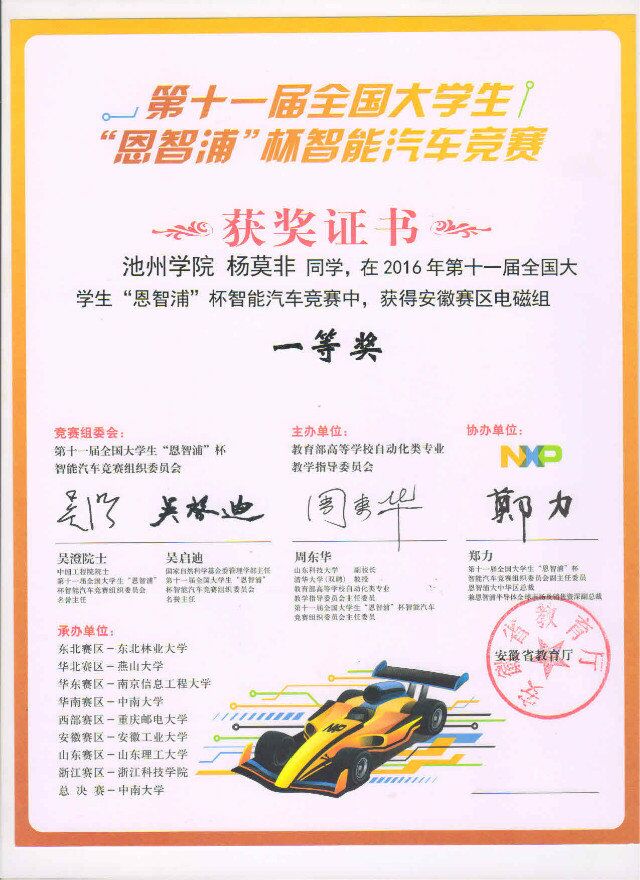 第十一届全国大学生
“恩智浦”杯智能汽车竞赛
获奖证书
池州学院 杨莫非 同学，在2016年第十一届全国大
学生“恩智浦”杯智能汽车竞赛中，获得安徽赛区电磁组
一等奖
竞赛组委会：
第十一届全国大学生“恩智浦”杯
智能汽车竞赛组织委员会
主办单位：
教育部高等学校自动化类专业
教学指导委员会
协办单位：
NXP
吴澄
吴启迪
周东华
郑力
吴澄院士
中国工程院院士
第十一届全国大学生“恩智浦”
杯智能汽车竞赛组织委员会
名誉主任
吴启迪
国家自然科学基金委管理学部主任
第十一届全国大学生“恩智浦”
杯智能汽车竞赛组织委员会
名誉主任
周东华
山东科技大学 副校长
清华大学（双聘） 教授
教育部高等学校自动化类专业
教学指导委员会主任委员
第十一届全国大学生“恩智浦”杯智能汽车
竞赛组织委员会主任委员
郑力
第十一届全国大学生“恩智浦”杯
智能汽车竞赛组织委员会副主任委员
恩智浦大中华区总裁
兼恩智浦半导体全球市场及销售资深副总裁
安徽省教育厅
安徽省教育厅
承办单位：
东北赛区－东北林业大学
华北赛区－燕山大学
华东赛区－南京信息工程大学
华南赛区－中南大学
西部赛区－重庆邮电大学
安徽赛区－安徽工业大学
山东赛区－山东理工大学
浙江赛区－浙江科技学院
总 决 赛－中南大学
NXP